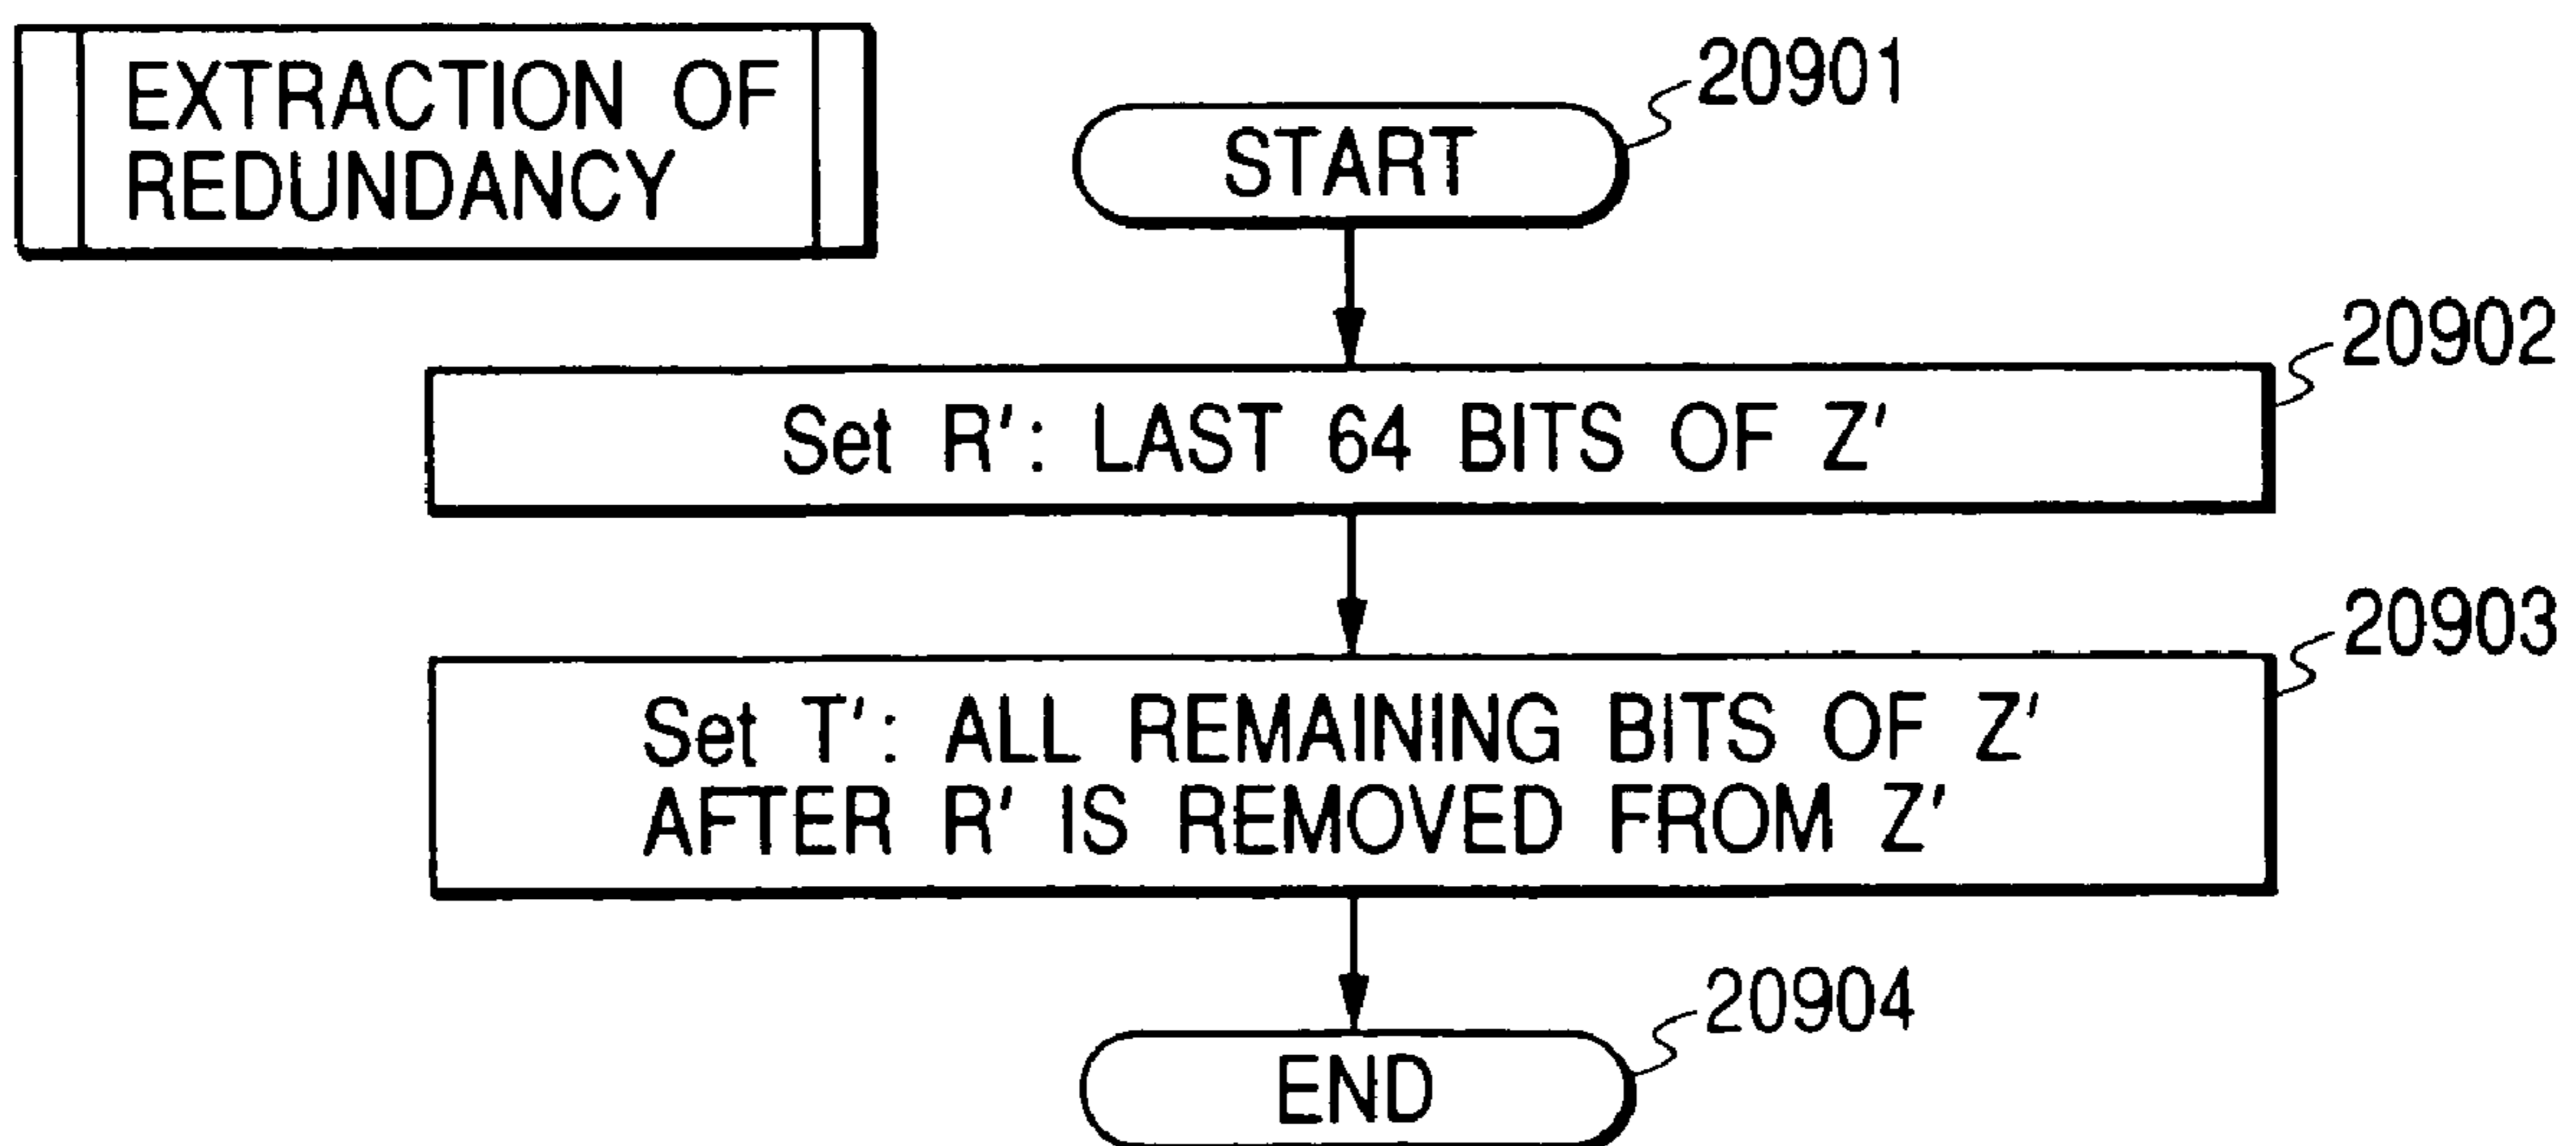 EXTRACTION OF
REDUNDANCY
START
20901
20902
Set R': LAST 64 BITS OF Z'
20903
Set T': ALL REMAINING BITS OF Z'
AFTER R' IS REMOVED FROM Z'
20904
END